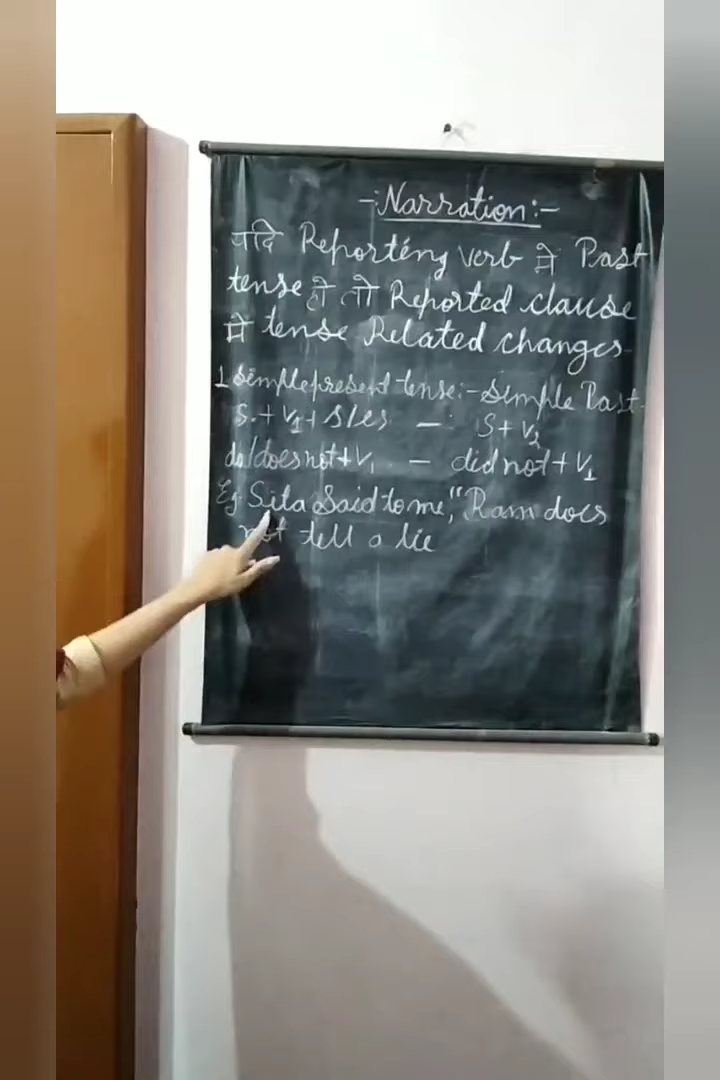 -:Narration:-
यदि Reporting verb में Past
tense हो तो Reported clause
में tense Related changes
1 Simple present tense:- Simple Past.
S. + V1 + S/es — S + V2
do/does not + V1 — did not + V1
Eg Sita Said to me, "Ram does
not tell a lie